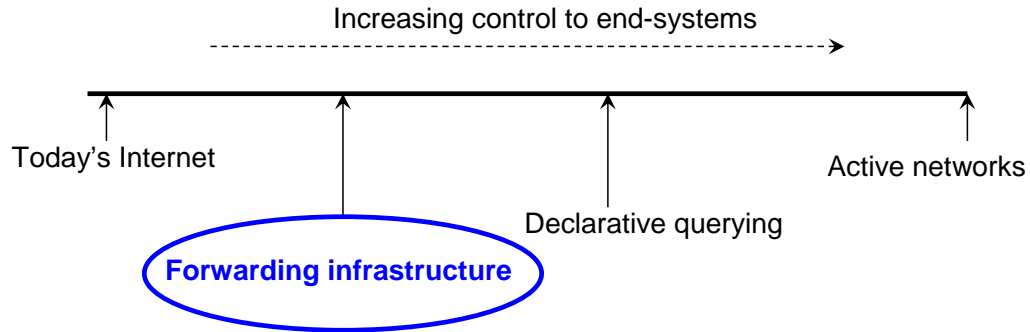 Increasing control to end-systems
Today's Internet
Active networks
Declarative querying
Forwarding infrastructure